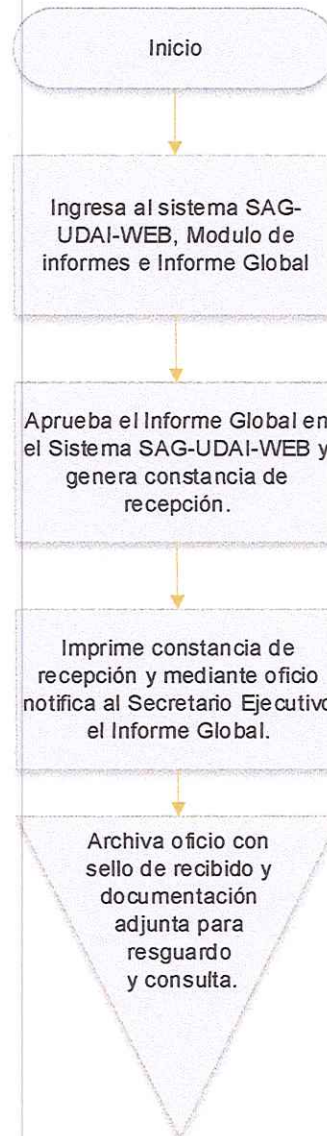 Inicio
Ingresa al sistema SAG-
UDAI-WEB, Modulo de
informes e Informe Global
Aprueba el Informe Global en
el Sistema SAG-UDAI-WEB y
genera constancia de
recepción.
Imprime constancia de
recepción y mediante oficio
notifica al Secretario Ejecutivo
el Informe Global.
Archiva oficio con
sello de recibido y
documentación
adjunta para
resguardo
y consulta.